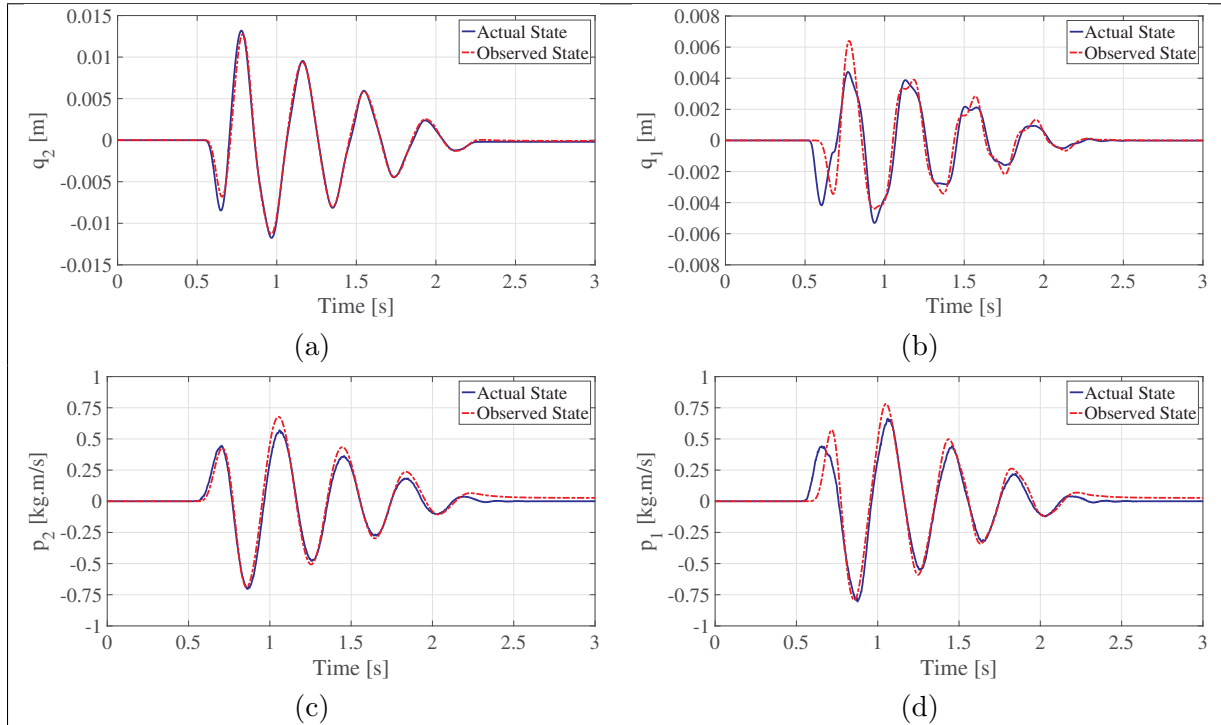 0.015
0.01
0.005
0
-0.005
-0.01
-0.015
q2 [m]
0 0.5 1 1.5 2 2.5 3
Time [s]
Actual State
Observed State
(a)
0.008
0.006
0.004
0.002
0
-0.002
-0.004
-0.006
-0.008
q1 [m]
0 0.5 1 1.5 2 2.5 3
Time [s]
Actual State
Observed State
(b)
1
0.75
0.5
0.25
0
-0.25
-0.5
-0.75
-1
p2 [kg.m/s]
0 0.5 1 1.5 2 2.5 3
Time [s]
Actual State
Observed State
(c)
1
0.75
0.5
0.25
0
-0.25
-0.5
-0.75
-1
p1 [kg.m/s]
0 0.5 1 1.5 2 2.5 3
Time [s]
Actual State
Observed State
(d)